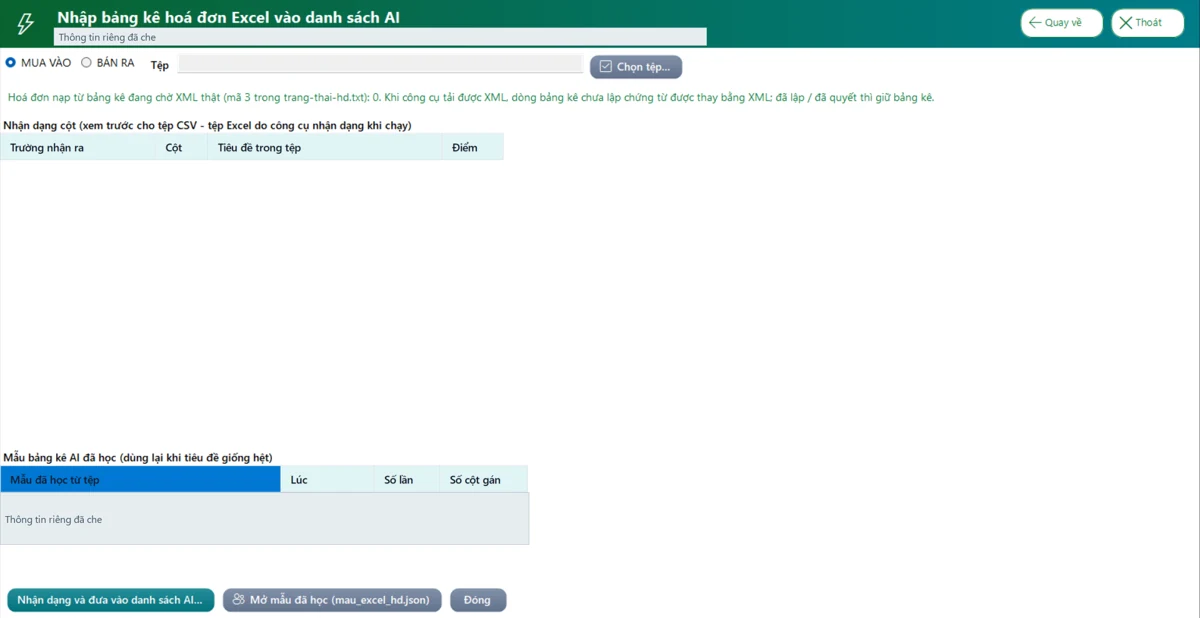 Nhập bảng kê hoá đơn Excel vào danh sách AI
Thông tin riêng đã che
Quay về
Thoát
MUA VÀO
BÁN RA
Tệp
Chọn tệp...
Hoá đơn nạp từ bảng kê đang chờ XML thật (mã 3 trong trang-thai-hd.txt): 0. Khi công cụ tải được XML, dòng bảng kê chưa lập chứng từ được thay bằng XML; đã lập / đã quyết thì giữ bảng kê.
Nhận dạng cột (xem trước cho tệp CSV - tệp Excel do công cụ nhận dạng khi chạy)
Trường nhận ra Cột Tiêu đề trong tệp Điểm
Mẫu bảng kê AI đã học (dùng lại khi tiêu đề giống hệt)
Mẫu đã học từ tệp Lúc Số lần Số cột gán
Thông tin riêng đã che
Nhận dạng và đưa vào danh sách AI...
Mở mẫu đã học (mau_excel_hd.json)
Đóng